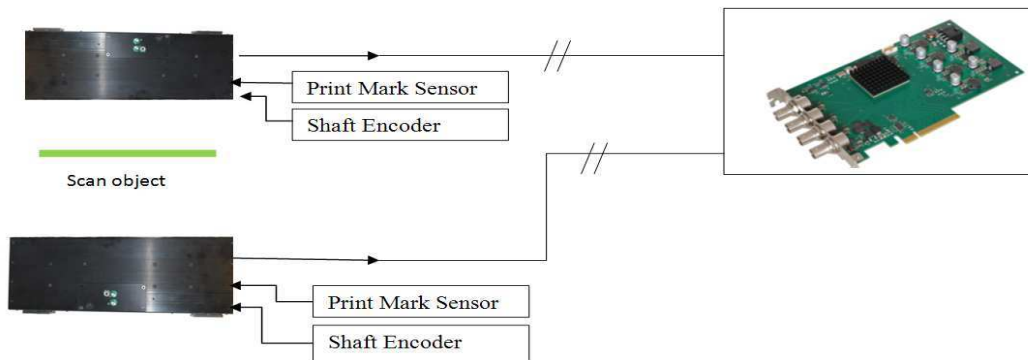 Print Mark Sensor
Shaft Encoder
Scan object
Print Mark Sensor
Shaft Encoder